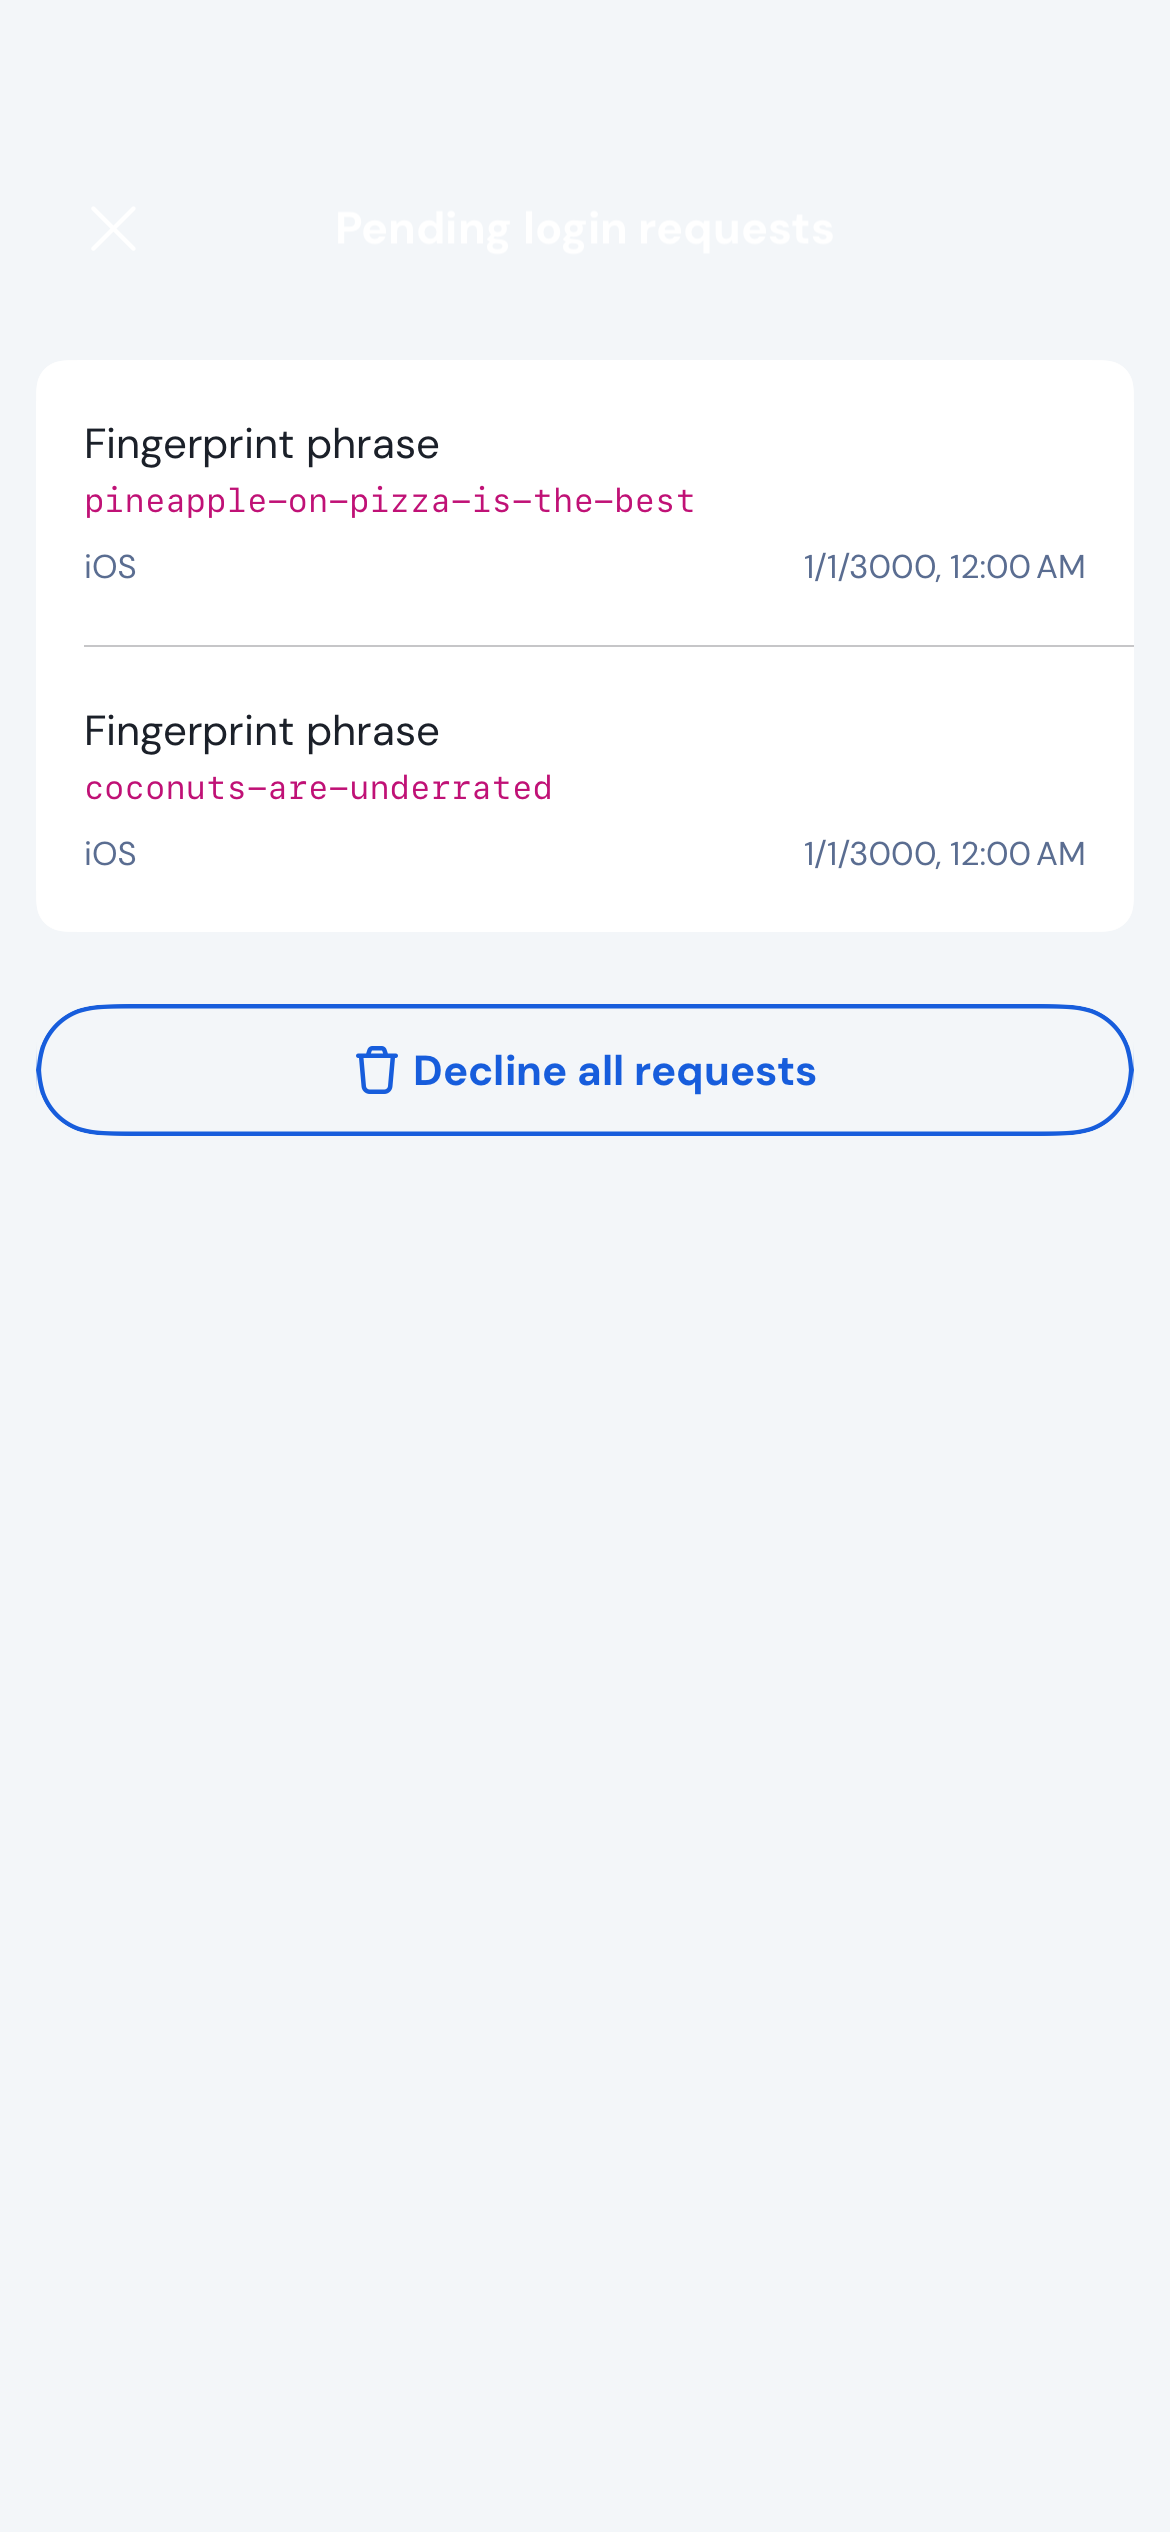 Pending login requests
Fingerprint phrase
pineapple-on-pizza-is-the-best
iOS 1/1/3000, 12:00 AM
Fingerprint phrase
coconuts-are-underrated
iOS 1/1/3000, 12:00 AM
Decline all requests